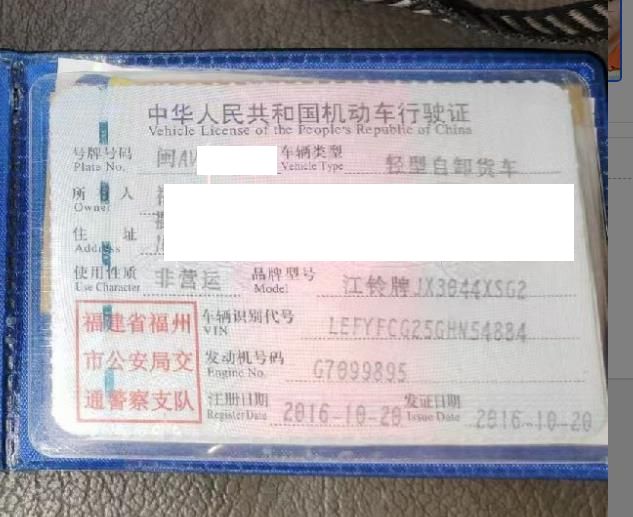 中华人民共和国机动车行驶证
Vehicle License of the People's Republic of China
号牌号码 闽AV 车辆类型 轻型自卸货车
Plate No. Vehicle Type
所有人
Owner
住址
Address
使用性质 非营运 品牌型号 江铃牌JX3044XSG2
Use Character Model
福建省福州
市公安局交
通警察支队
车辆识别代号 LEFYFCG25GHN54884
VIN
发动机号码 G7099895
Engine No.
注册日期 2016-10-20 发证日期 2016-10-20
Register Date Issue Date